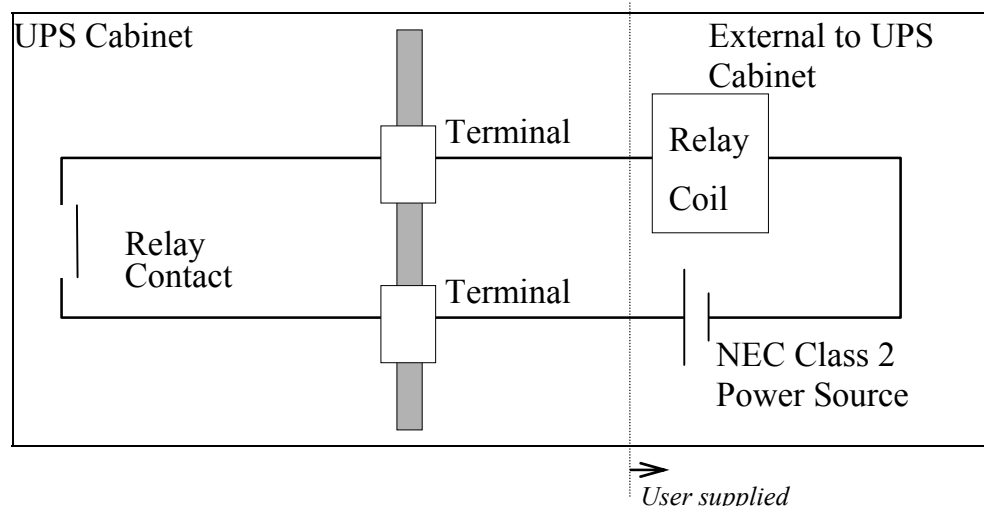 UPS Cabinet
External to UPS
Cabinet
Terminal
Relay
Coil
Relay
Contact
Terminal
NEC Class 2
Power Source
User supplied